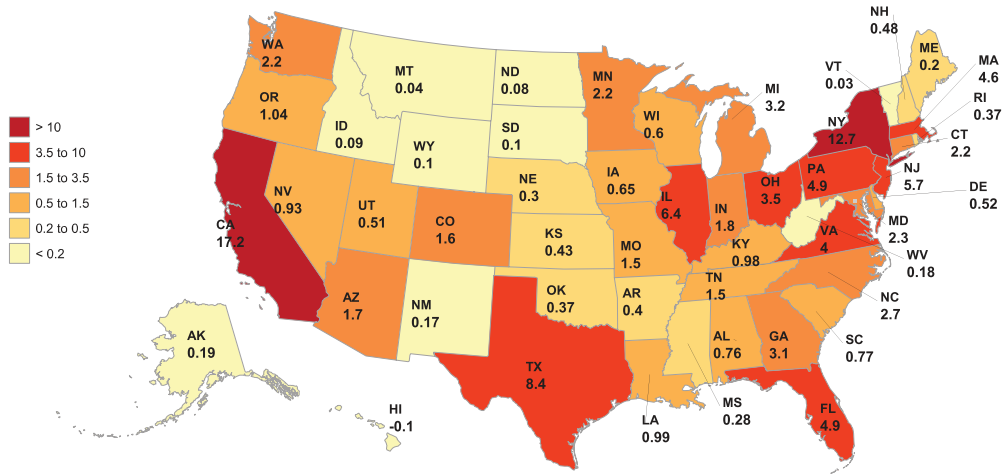 > 10
3.5 to 10
1.5 to 3.5
0.5 to 1.5
0.2 to 0.5
< 0.2
WA
2.2
OR
1.04
CA
17.2
NV
0.93
ID
0.09
MT
0.04
WY
0.1
UT
0.51
AZ
1.7
CO
1.6
NM
0.17
ND
0.08
SD
0.1
NE
0.3
KS
0.43
OK
0.37
TX
8.4
MN
2.2
IA
0.65
MO
1.5
AR
0.4
LA
0.99
WI
0.6
IL
6.4
MI
3.2
IN
1.8
OH
3.5
KY
0.98
TN
1.5
MS
0.28
AL
0.76
GA
3.1
FL
4.9
SC
0.77
NC
2.7
VA
4
WV
0.18
MD
2.3
DE
0.52
NJ
5.7
PA
4.9
NY
12.7
CT
2.2
RI
0.37
MA
4.6
ME
0.2
NH
0.48
VT
0.03
AK
0.19
HI
-0.1